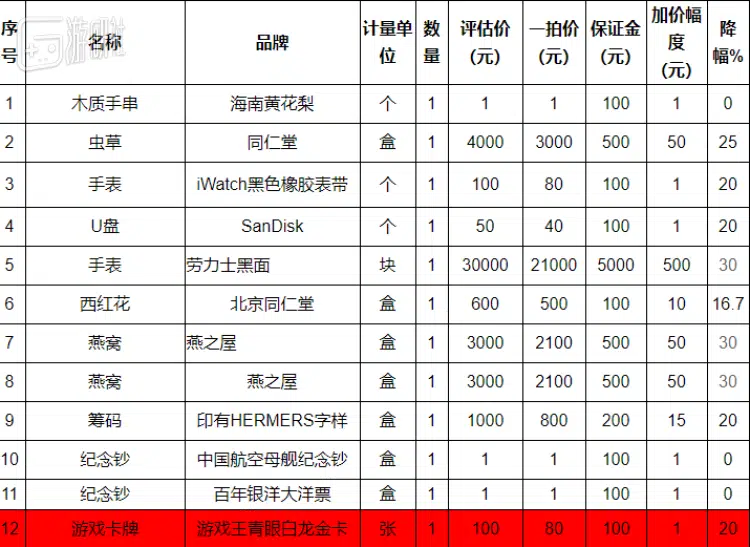 游研社
序号 名称 品牌 计量单位 数量 评估价(元) 一拍价(元) 保证金(元) 加价幅度(元) 降幅%
1 木质手串 海南黄花梨 个 1 1 1 100 1 0
2 虫草 同仁堂 盒 1 4000 3000 500 50 25
3 手表 iWatch黑色橡胶表带 个 1 100 80 100 1 20
4 U盘 SanDisk 个 1 50 40 100 1 20
5 手表 劳力士黑面 块 1 30000 21000 5000 500 30
6 西红花 北京同仁堂 盒 1 600 500 100 10 16.7
7 燕窝 燕之屋 盒 1 3000 2100 500 50 30
8 燕窝 燕之屋 盒 1 3000 2100 500 50 30
9 筹码 印有HERMERS字样 盒 1 1000 800 200 15 20
10 纪念钞 中国航空母舰纪念钞 盒 1 1 1 100 1 0
11 纪念钞 百年银洋大洋票 盒 1 1 1 100 1 0
12 游戏卡牌 游戏王青眼白龙金卡 张 1 100 80 100 1 20